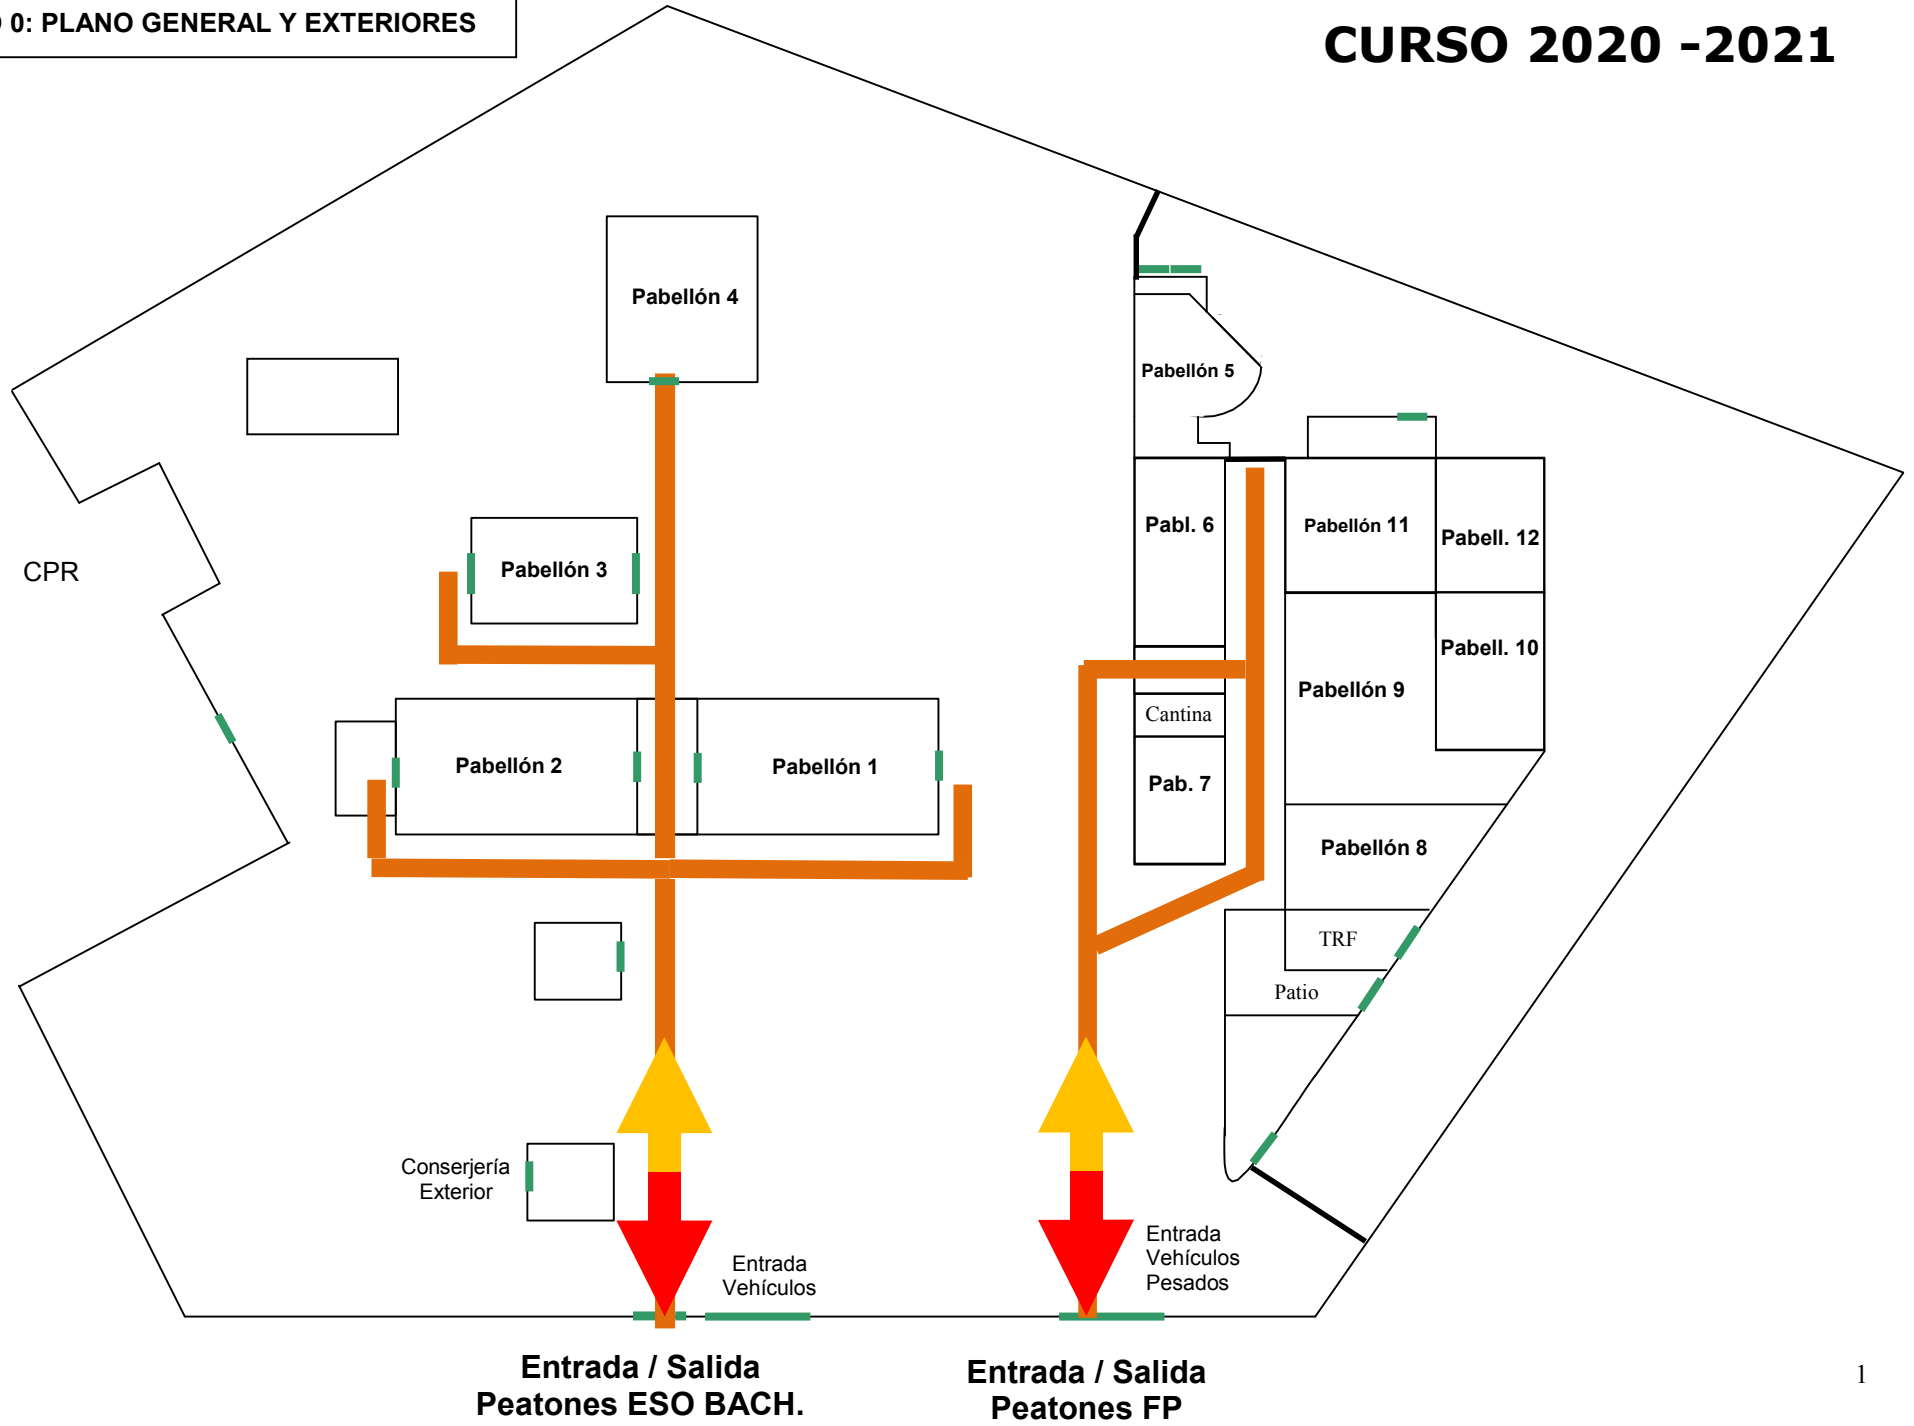 0: PLANO GENERAL Y EXTERIORES
CURSO 2020 -2021
Pabellón 4
Pabellón 5
Pabl. 6
Pabellón 11
Pabell. 12
CPR
Pabellón 3
Pabell. 10
Pabellón 9
Cantina
Pabellón 2
Pabellón 1
Pab. 7
Pabellón 8
TRF
Patio
Conserjería
Exterior
Entrada
Vehículos
Entrada
Vehículos
Pesados
Entrada / Salida
Peatones ESO BACH.
Entrada / Salida
Peatones FP
1